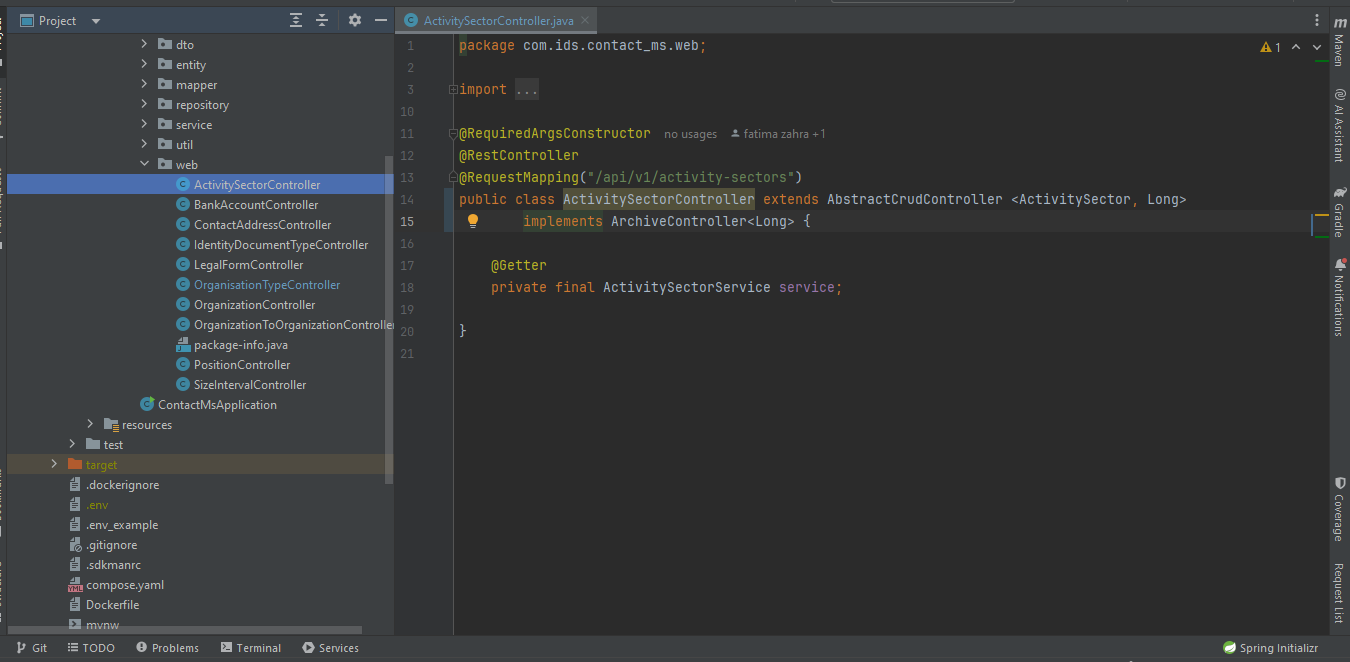 Project
ActivitySectorController.java
dto
entity
mapper
repository
service
util
web
ActivitySectorController
BankAccountController
ContactAddressController
IdentityDocumentTypeController
LegalFormController
OrganisationTypeController
OrganizationController
OrganizationToOrganizationController
package-info.java
PositionController
SizeIntervalController
ContactMsApplication
resources
test
target
.dockerignore
.env
.env_example
.gitignore
.sdkmanrc
compose.yaml
Dockerfile
mvnw
1 package com.ids.contact_ms.web;
2
3 import ...
10
11 @RequiredArgsConstructor no usages fatima zahra +1
12 @RestController
13 @RequestMapping("/api/v1/activity-sectors")
14 public class ActivitySectorController extends AbstractCrudController <ActivitySector, Long>
15 implements ArchiveController<Long> {
16
17 @Getter
18 private final ActivitySectorService service;
19
20 }
21
1
m
Maven
AI Assistant
Gradle
Notifications
Coverage
Request List
Git
TODO
Problems
Terminal
Services
Spring Initializr